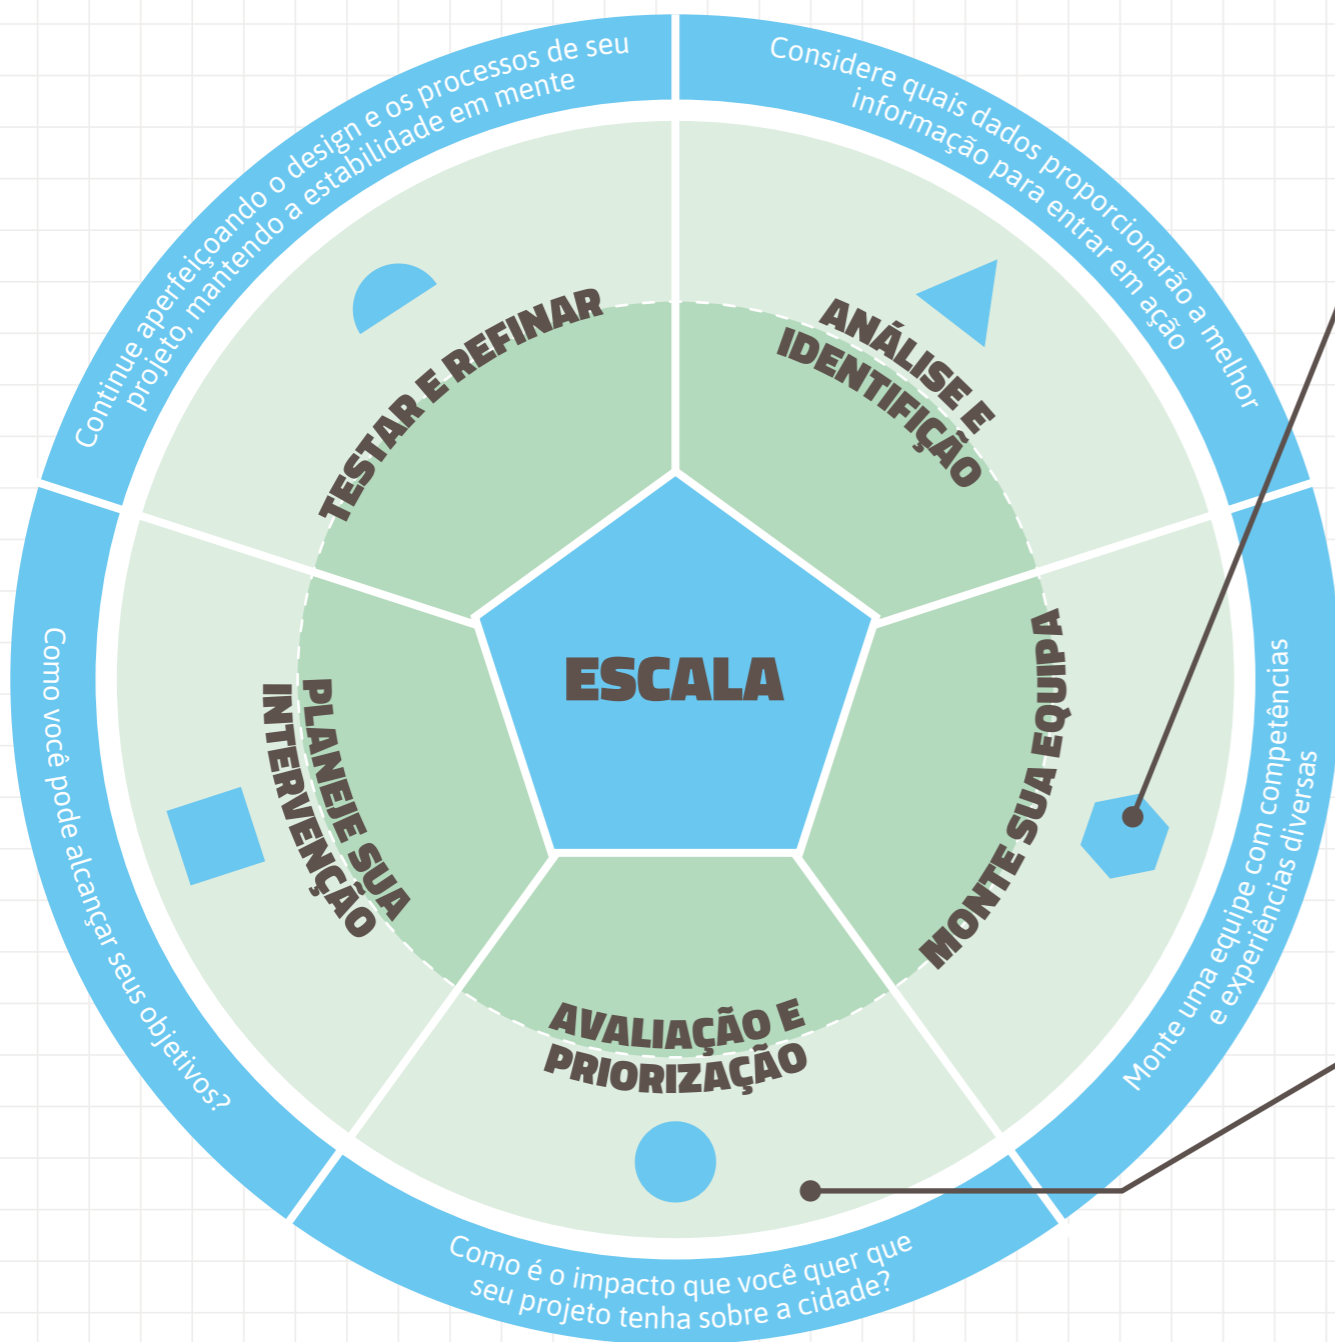 Considere quais dados proporcionarão a melhor
informação para entrar em ação
ANÁLISE E
IDENTIFIÇÃO
Monte uma equipe com competências
e experiências diversas
MONTE SUA EQUIPA
AVALIAÇÃO E
PRIORIZAÇÃO
Como é o impacto que você quer que
seu projeto tenha sobre a cidade?
PLANEJE SUA
INTERVENÇÃO
Como você pode alcançar seus objetivos?
Continue aperfeiçoando o design e os processos de seu
projeto, mantendo a estabilidade em mente
TESTAR E REFINAR
ESCALA